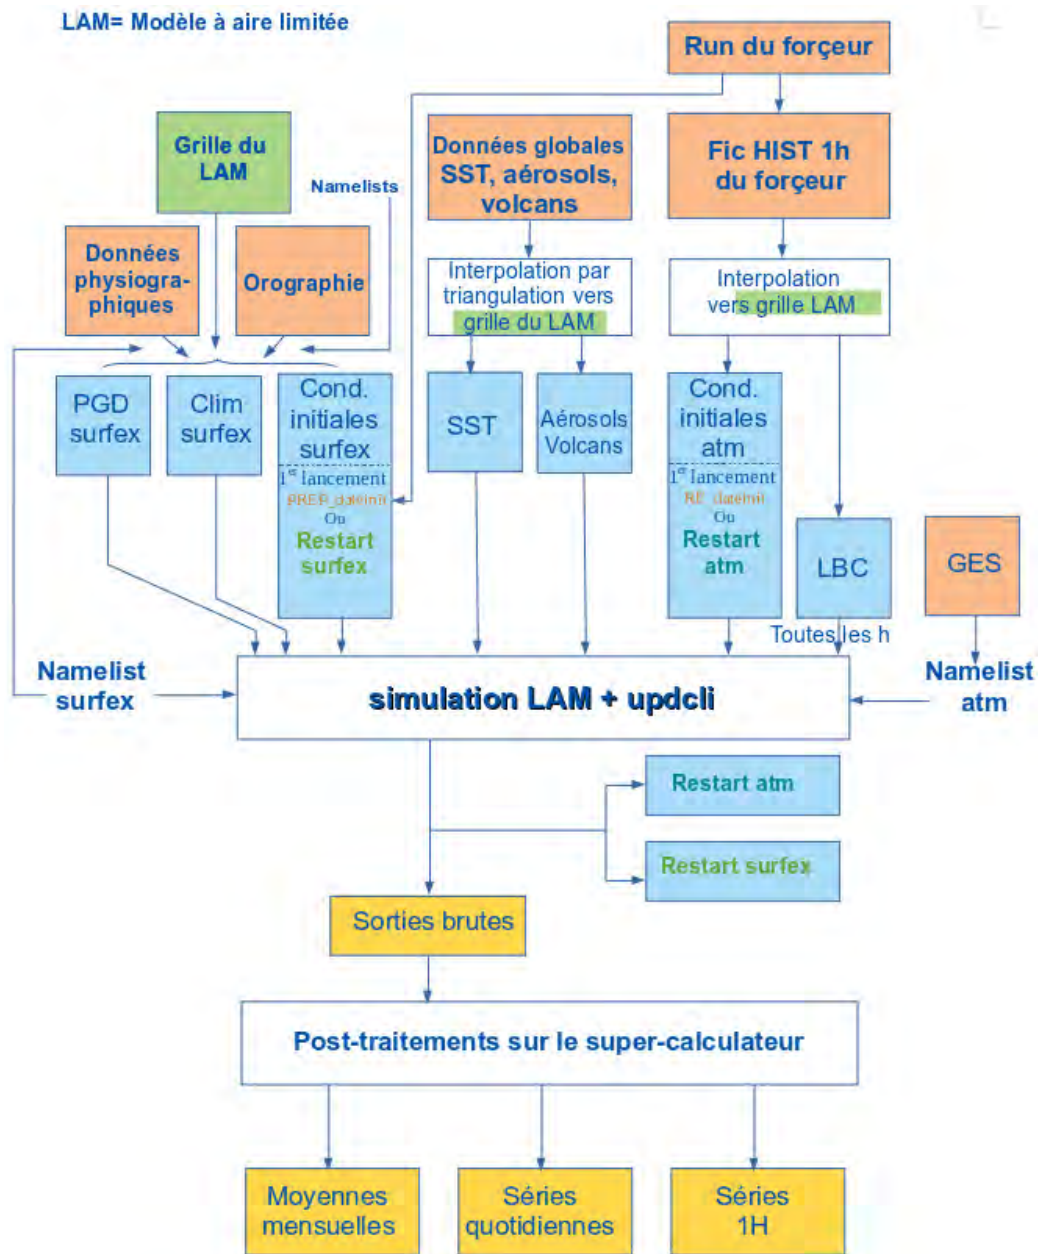 LAM= Modèle à aire limitée
Run du forçeur
Grille du
LAM
Namelists
Données globales
SST, aérosols,
volcans
Fic HIST 1h
du forçeur
Données
physiogra-
phiques
Orographie
Interpolation par
triangulation vers
grille du LAM
Interpolation
vers grille LAM
PGD
surfex
Clim
surfex
Cond.
initiales
surfex
1er lancement
PREP_dateinit
Ou
Restart
surfex
SST
Aérosols
Volcans
Cond.
initiales
atm
1er lancement
RE_dateinit
Ou
Restart
atm
LBC
Toutes les h
GES
Namelist
surfex
simulation LAM + updcli
Namelist
atm
Restart atm
Restart surfex
Sorties brutes
Post-traitements sur le super-calculateur
Moyennes
mensuelles
Séries
quotidiennes
Séries
1H